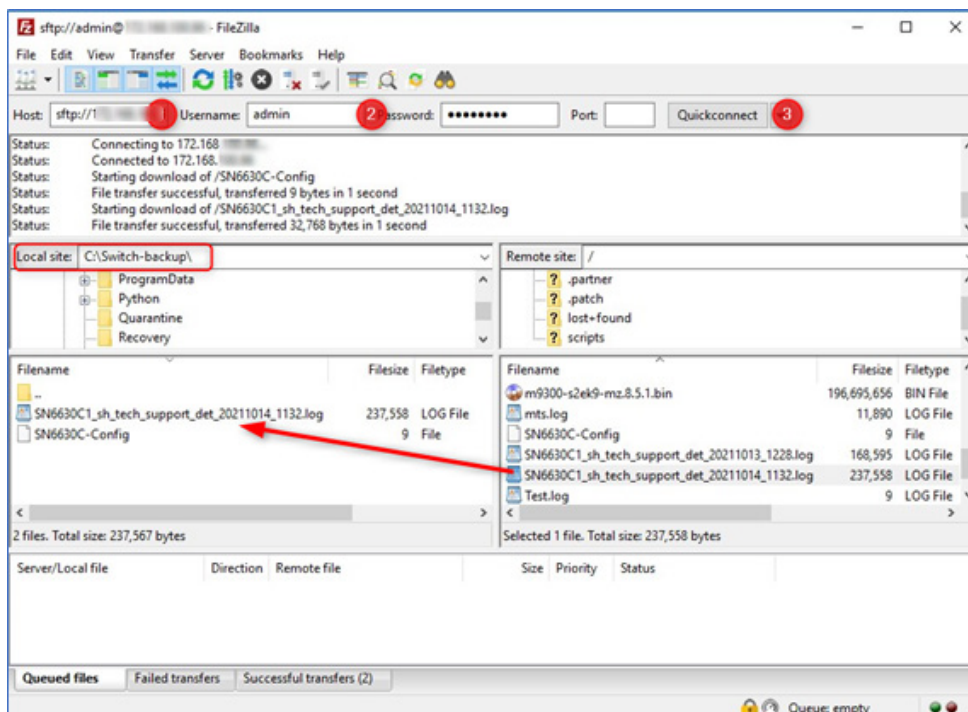 sftp://admin@ - FileZilla
File Edit View Transfer Server Bookmarks Help
Host: sftp://1 1 Username: admin 2 Password: •••••••• Port: Quickconnect 3
Status: Connecting to 172.168
Status: Connected to 172.168.
Status: Starting download of /SN6630C-Config
Status: File transfer successful, transferred 9 bytes in 1 second
Status: Starting download of /SN6630C1_sh_tech_support_det_20211014_1132.log
Status: File transfer successful, transferred 32,768 bytes in 1 second
Local site: C:\Switch-backup\
ProgramData
Python
Quarantine
Recovery
Remote site: /
.partner
.patch
lost+found
scripts
Filename Filesize Filetype
..
SN6630C1_sh_tech_support_det_20211014_1132.log 237,558 LOG File
SN6630C-Config 9 File
2 files. Total size: 237,567 bytes
Filename Filesize Filetype
m9300-s2ek9-mz.8.5.1.bin 196,695,656 BIN File
mts.log 11,890 LOG File
SN6630C-Config 9 File
SN6630C1_sh_tech_support_det_20211013_1228.log 168,595 LOG File
SN6630C1_sh_tech_support_det_20211014_1132.log 237,558 LOG File
Test.log 9 LOG File
Selected 1 file. Total size: 237,558 bytes
Server/Local file Direction Remote file Size Priority Status
Queued files Failed transfers Successful transfers (2)
Queue: empty